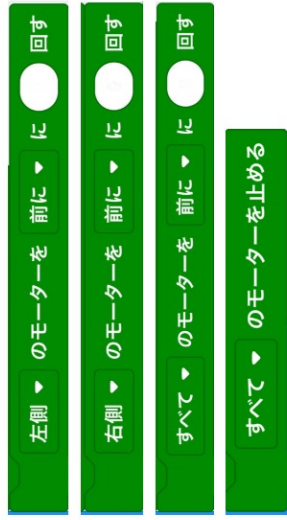 左側 のモーターを 前に に 回す
右側 のモーターを 前に に 回す
すべて のモーターを 前に に 回す
すべて のモーターを止める